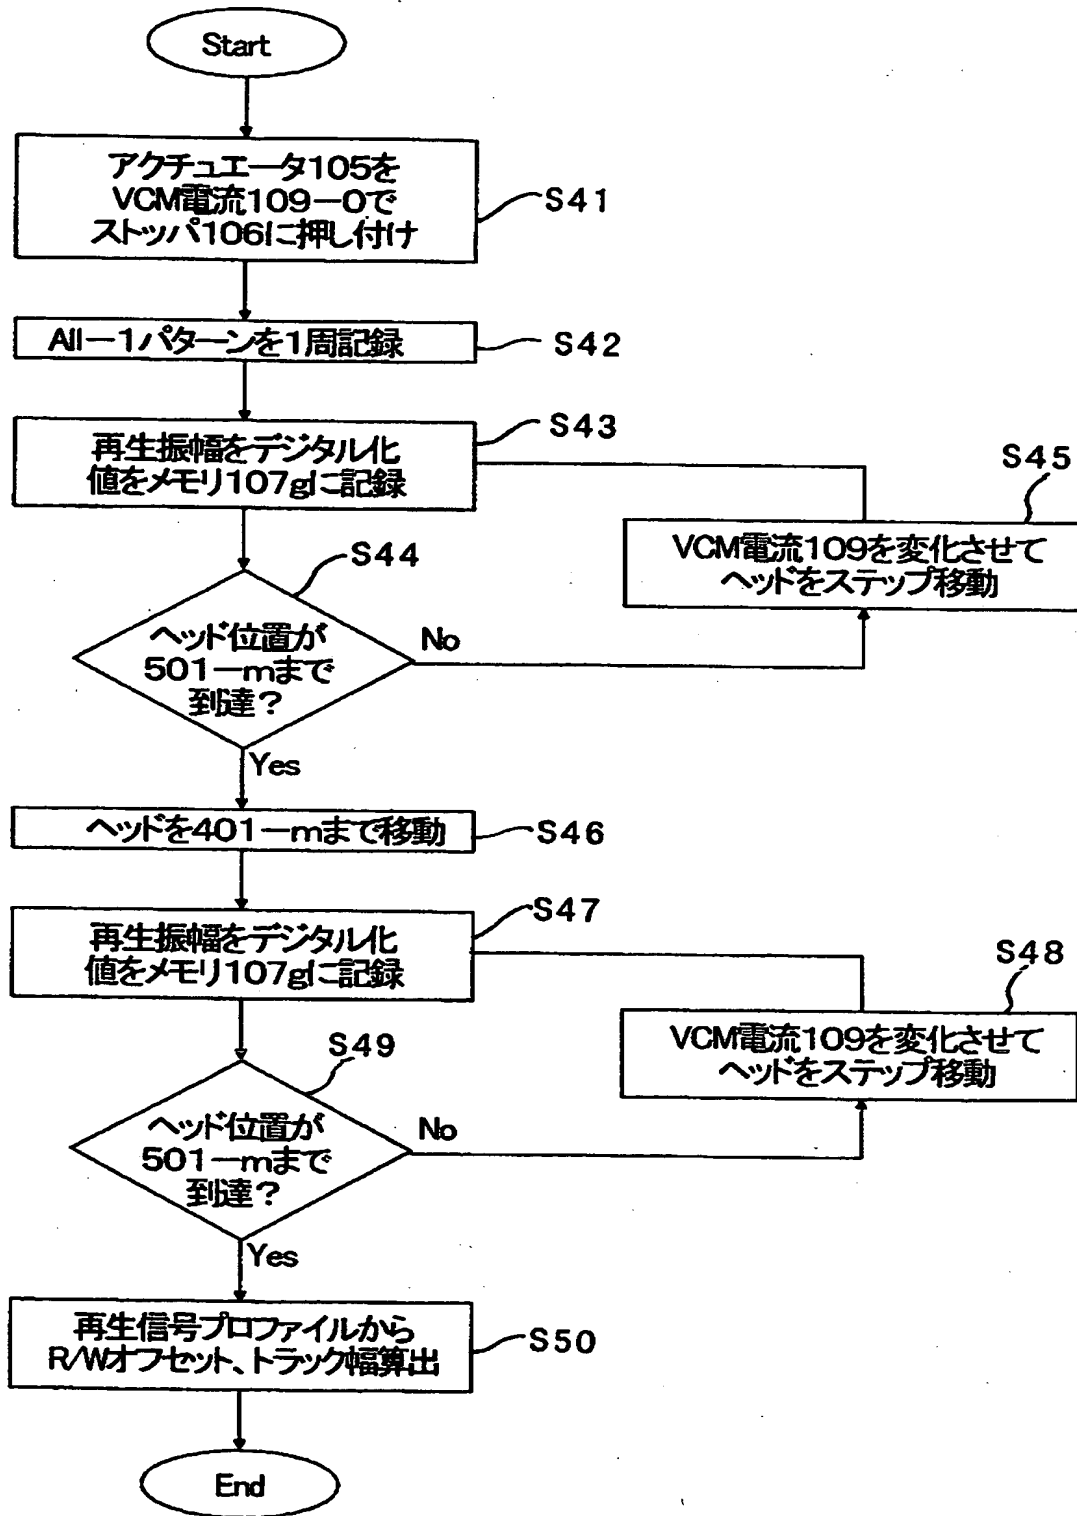 Start
アクチュエータ105を
VCM電流109−0で
ストッパ106に押し付け
S41
All−1パターンを1周記録
S42
再生振幅をデジタル化
値をメモリ107gに記録
S43
S45
VCM電流109を変化させて
ヘッドをステップ移動
S44
ヘッド位置が
501−mまで
到達?
No
Yes
ヘッドを401−mまで移動
S46
再生振幅をデジタル化
値をメモリ107gに記録
S47
S48
VCM電流109を変化させて
ヘッドをステップ移動
S49
ヘッド位置が
501−mまで
到達?
No
Yes
再生信号プロファイルから
R/Wオフセット、トラック幅算出
S50
End